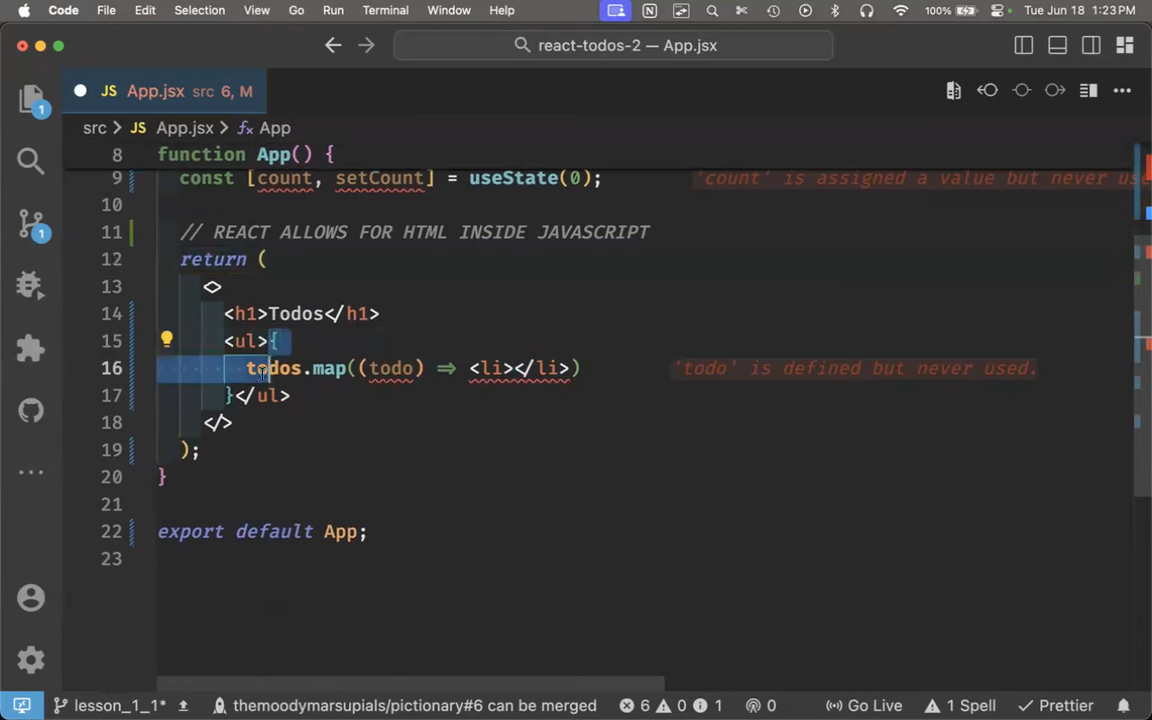 Code File Edit Selection View Go Run Terminal Window Help 100% Tue Jun 18 1:23 PM
react-todos-2 — App.jsx
JS App.jsx src 6, M
1
src > JS App.jsx > App
8 function App() {
9 const [count, setCount] = useState(0); 'count' is assigned a value but never us
10
11 // REACT ALLOWS FOR HTML INSIDE JAVASCRIPT
12 return (
13 <>
14 <h1>Todos</h1>
15 <ul>{
16 todos.map((todo) => <li></li>) 'todo' is defined but never used.
17 }</ul>
18 </>
19 );
20 }
21
22 export default App;
23
1
lesson_1_1* themoodymarsupials/pictionary#6 can be merged 6 0 1 0 Go Live 1 Spell Prettier